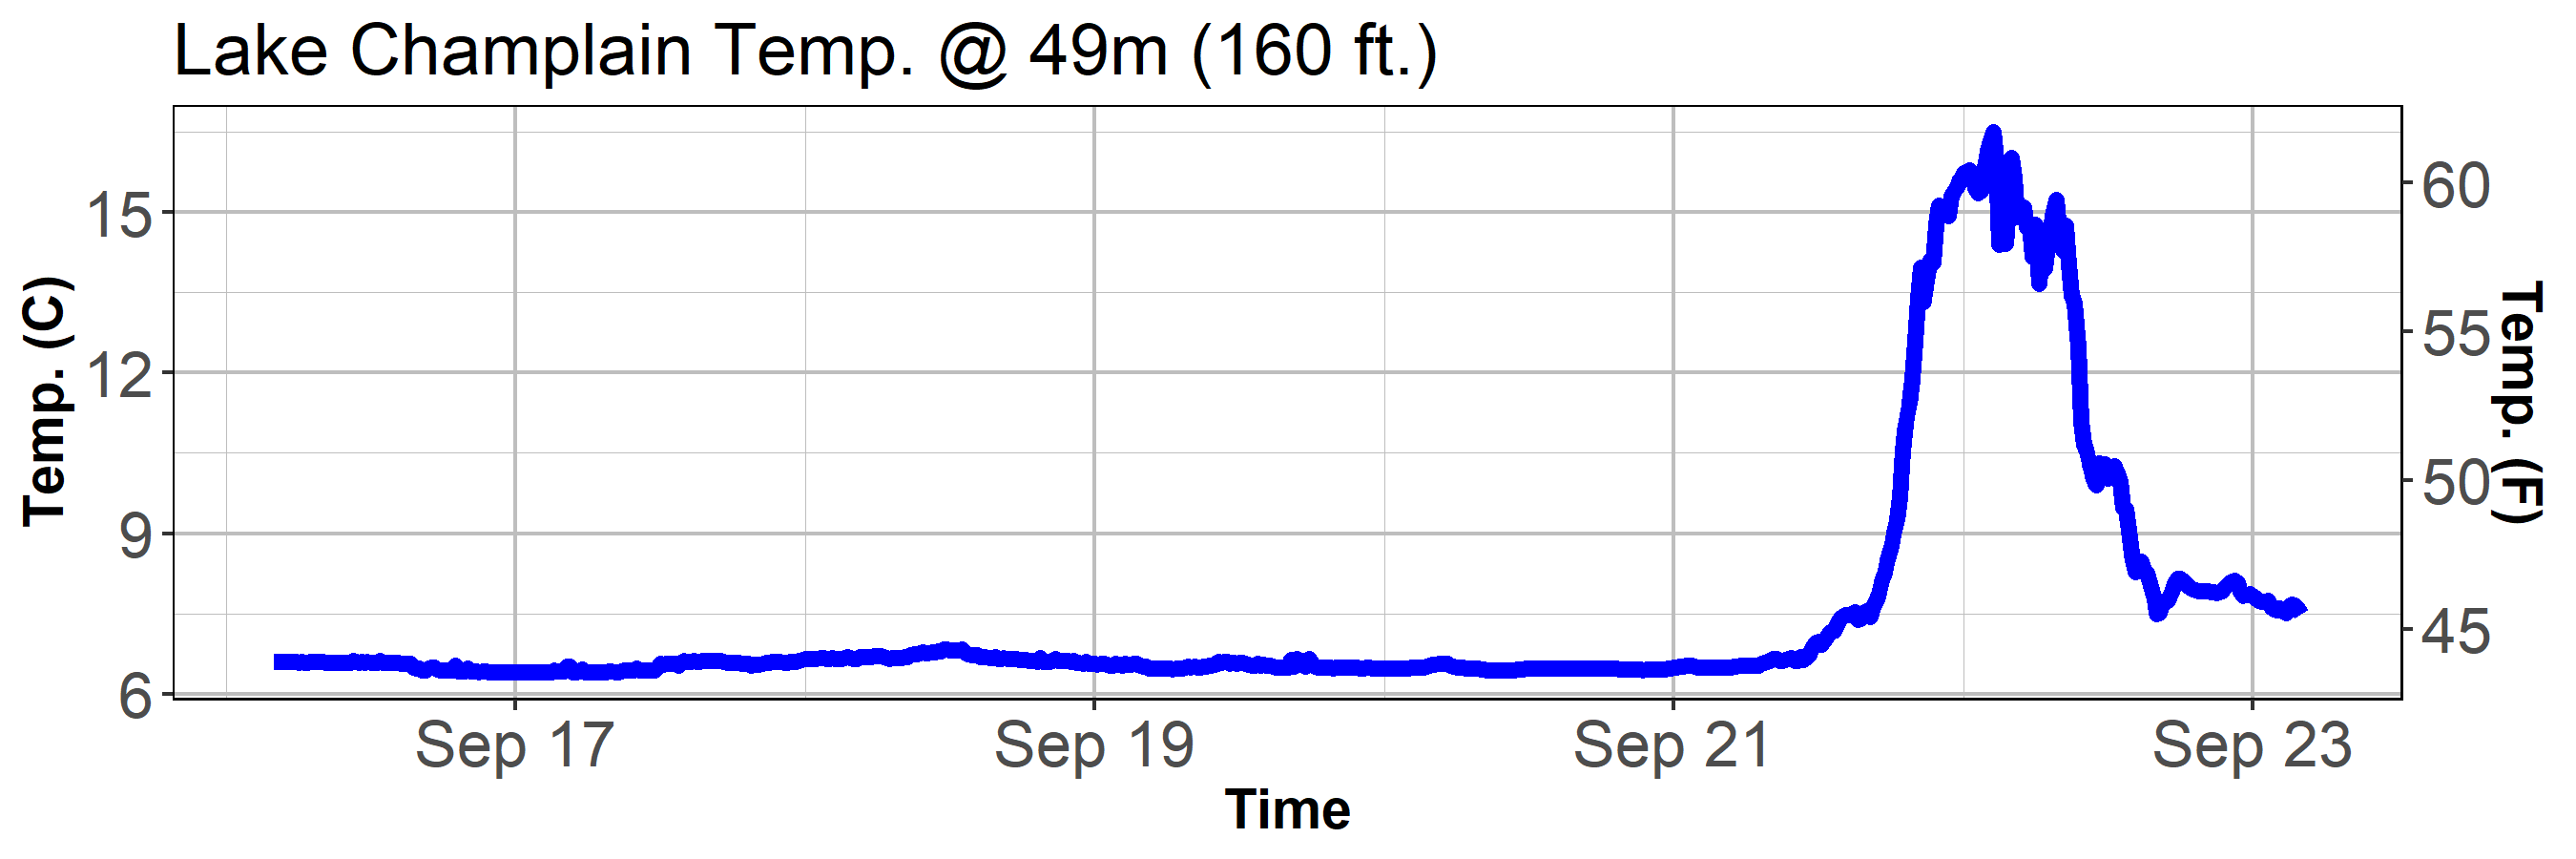 Lake Champlain Temp. @ 49m (160 ft.)
Temp. (C)
15
12
9
6
60
55
50
45
Temp. (F)
Sep 17 Sep 19 Sep 21 Sep 23
Time